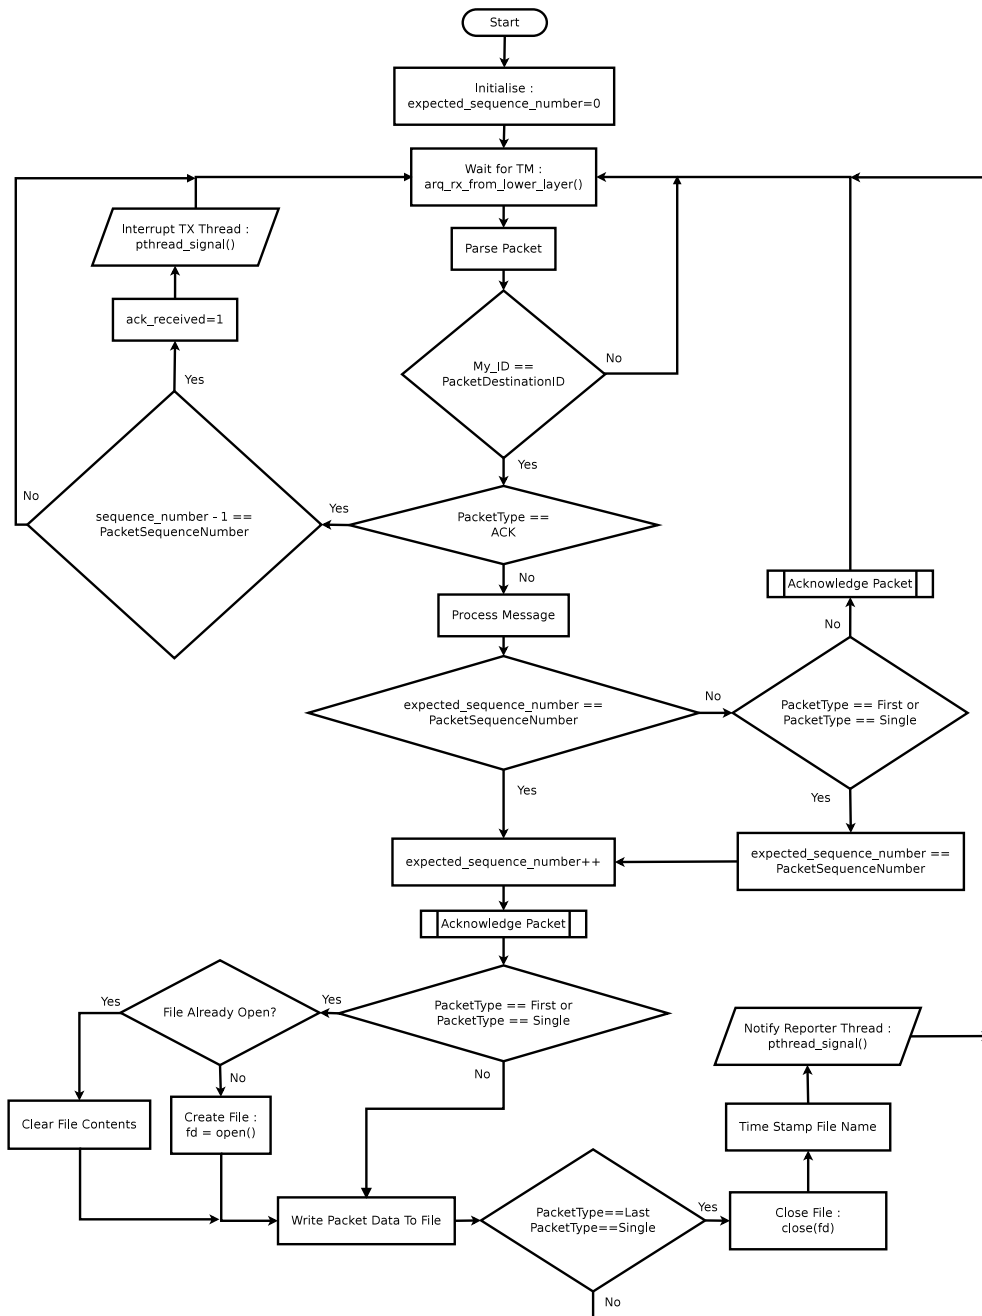 Start
Initialise :
expected_sequence_number=0
Wait for TM :
arq_rx_from_lower_layer()
Interrupt TX Thread :
pthread_signal()
Parse Packet
ack_received=1
No
My_ID ==
PacketDestinationID
Yes
Yes
No
sequence_number - 1 ==
PacketSequenceNumber
Yes
PacketType ==
ACK
No
Acknowledge Packet
Process Message
No
No
expected_sequence_number ==
PacketSequenceNumber
PacketType == First or
PacketType == Single
Yes
Yes
expected_sequence_number++
expected_sequence_number ==
PacketSequenceNumber
Acknowledge Packet
Yes
File Already Open?
Yes
PacketType == First or
PacketType == Single
Notify Reporter Thread :
pthread_signal()
No
No
Clear File Contents
Create File :
fd = open()
Time Stamp File Name
Write Packet Data To File
PacketType==Last
PacketType==Single
Yes
Close File :
close(fd)
No